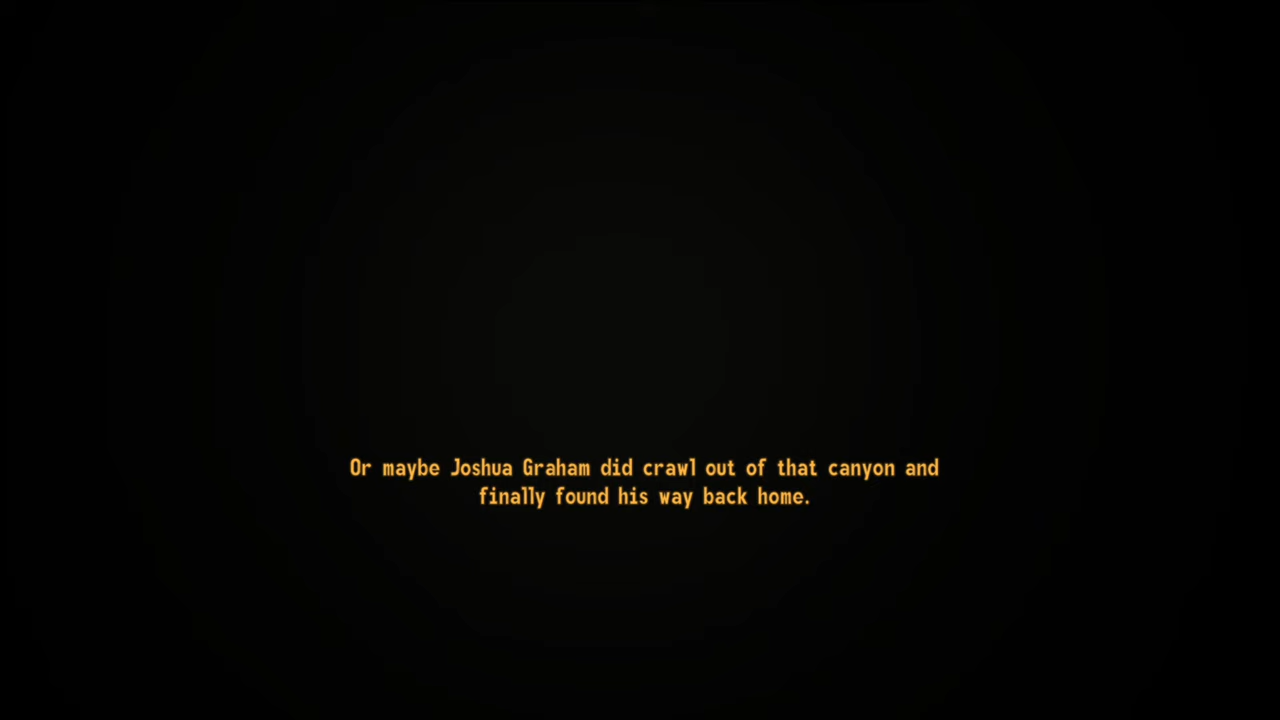 Or maybe Joshua Graham did crawl out of that canyon and
finally found his way back home.